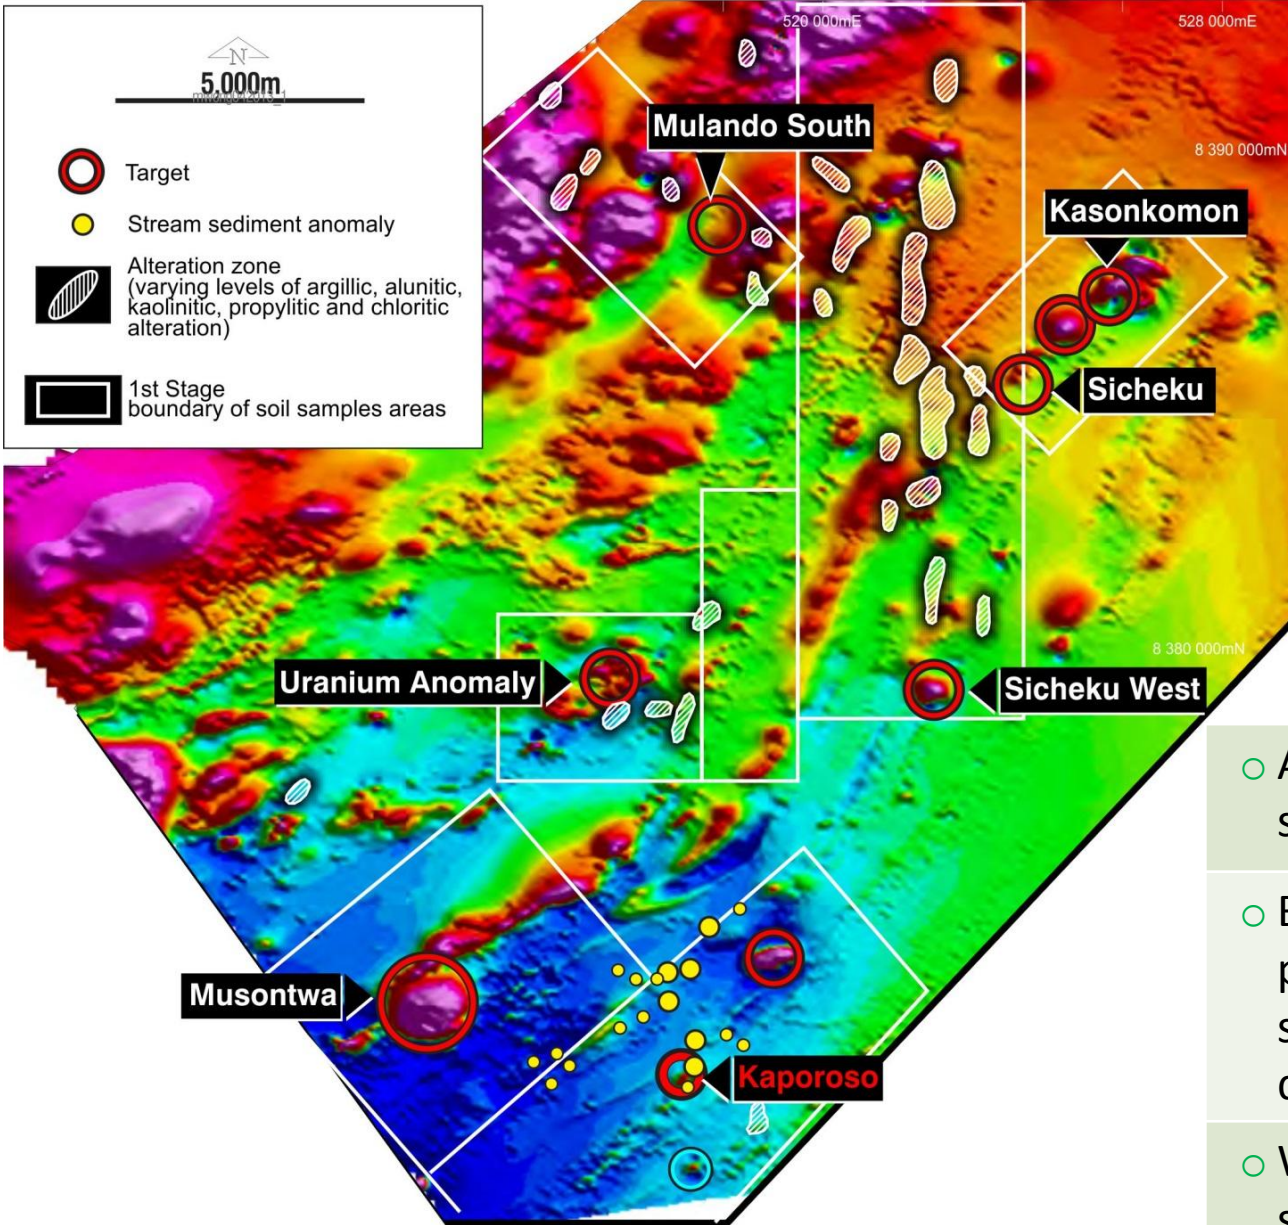 N
5,000m
Target
Stream sediment anomaly
Alteration zone
(varying levels of argillic, alunitic,
kaolinitic, propylitic and chloritic
alteration)
1st Stage
boundary of soil samples areas
520 000mE
528 000mE
8 390 000mN
Mulando South
Kasonkomon
Sicheku
8 380 000mN
Uranium Anomaly
Sicheku West
Musontwa
Kaporoso